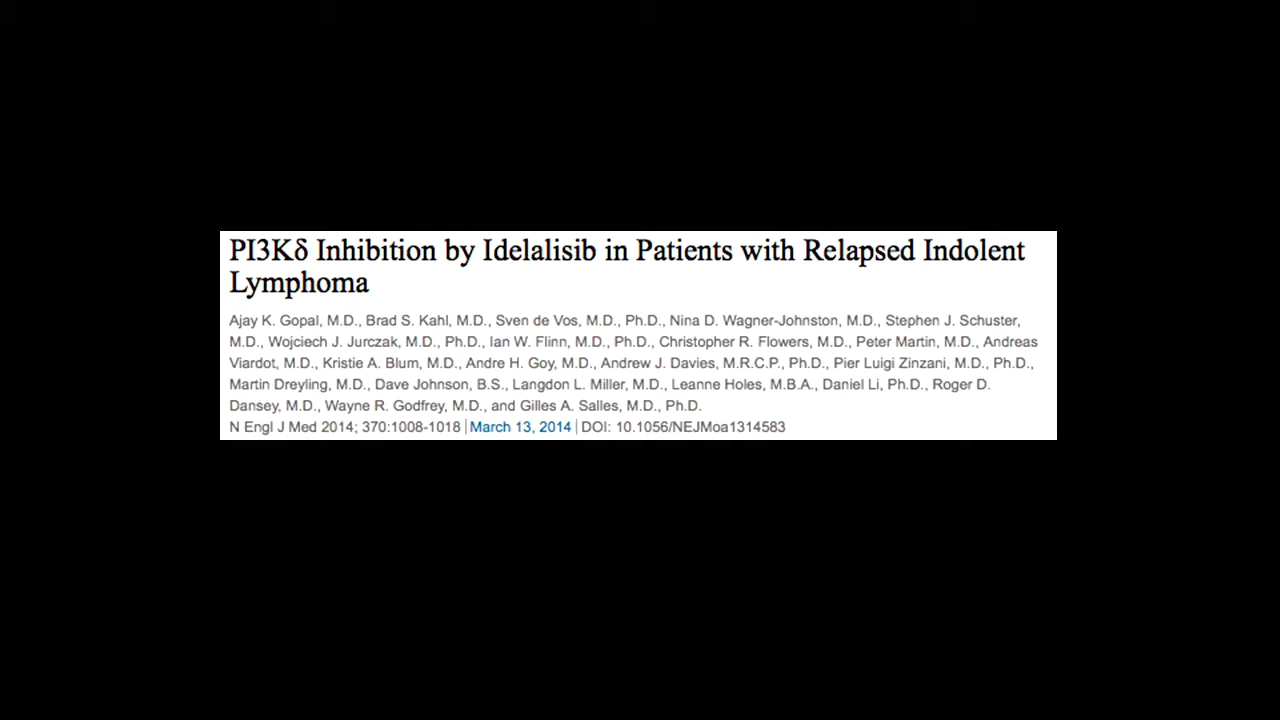 PI3Kδ Inhibition by Idelalisib in Patients with Relapsed Indolent
Lymphoma
Ajay K. Gopal, M.D., Brad S. Kahl, M.D., Sven de Vos, M.D., Ph.D., Nina D. Wagner-Johnston, M.D., Stephen J. Schuster,
M.D., Wojciech J. Jurczak, M.D., Ph.D., Ian W. Flinn, M.D., Ph.D., Christopher R. Flowers, M.D., Peter Martin, M.D., Andreas
Viardot, M.D., Kristie A. Blum, M.D., Andre H. Goy, M.D., Andrew J. Davies, M.R.C.P., Ph.D., Pier Luigi Zinzani, M.D., Ph.D.,
Martin Dreyling, M.D., Dave Johnson, B.S., Langdon L. Miller, M.D., Leanne Holes, M.B.A., Daniel Li, Ph.D., Roger D.
Dansey, M.D., Wayne R. Godfrey, M.D., and Gilles A. Salles, M.D., Ph.D.
N Engl J Med 2014; 370:1008-1018 | March 13, 2014 | DOI: 10.1056/NEJMoa1314583